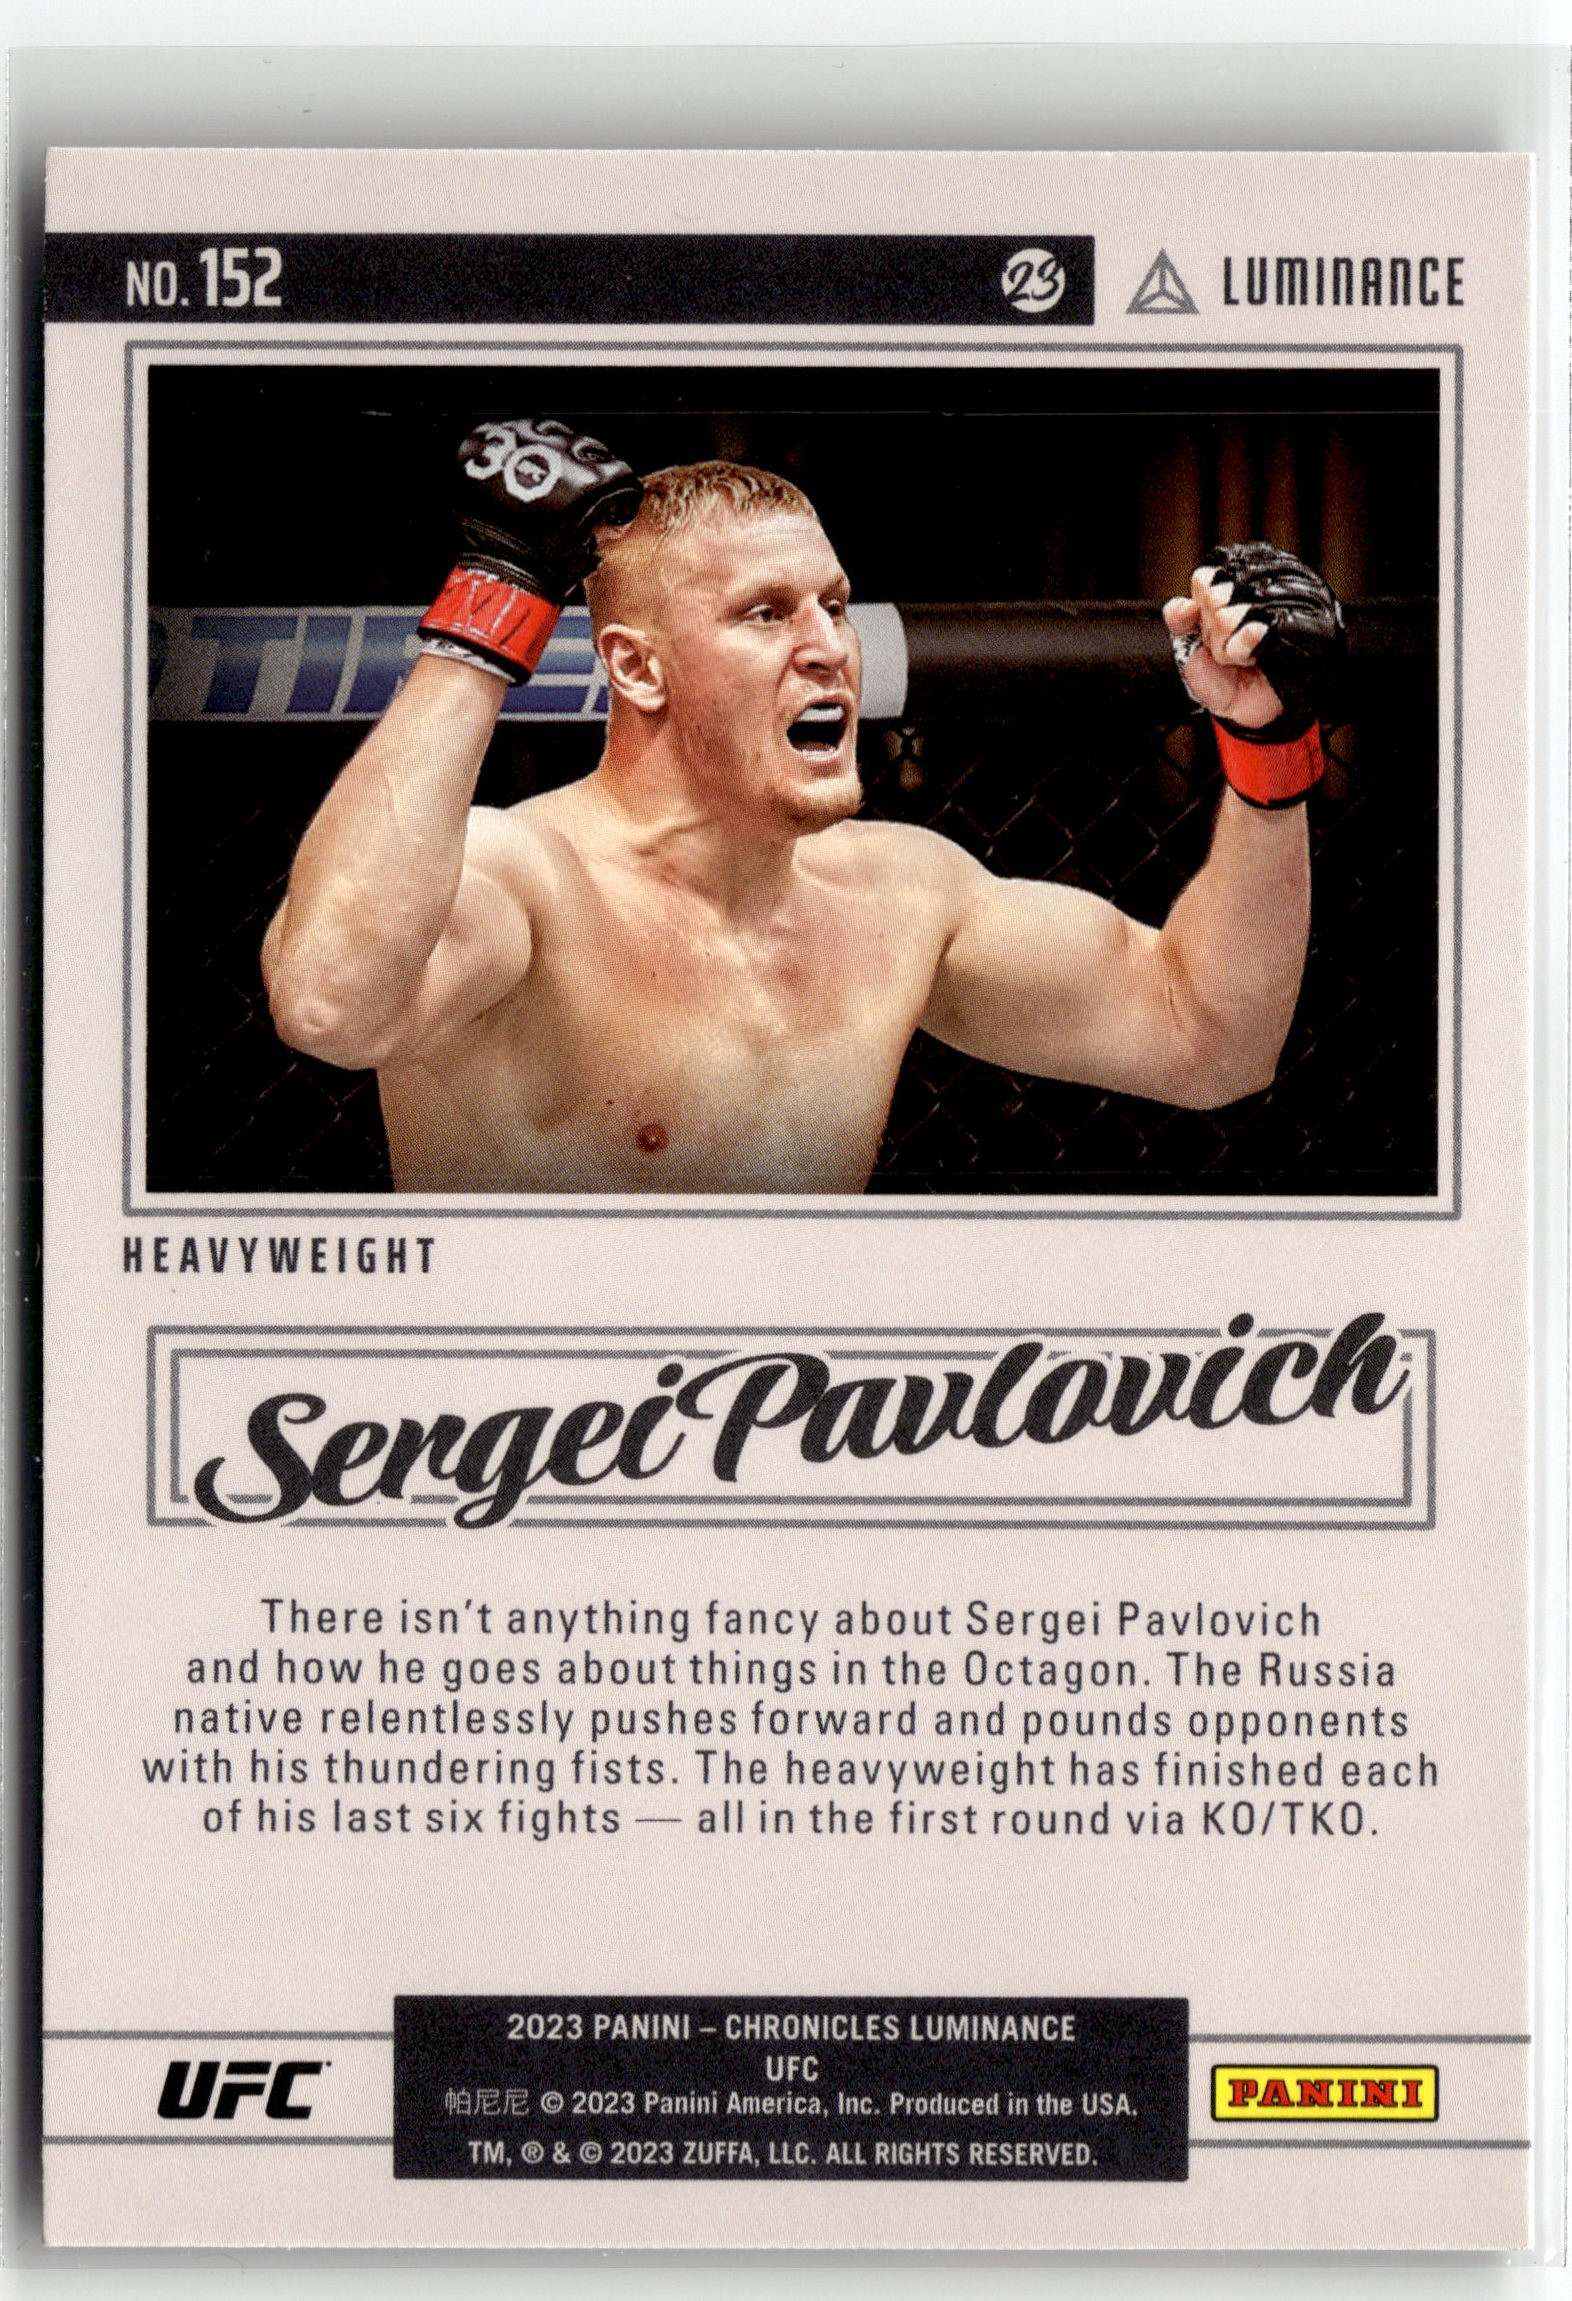 NO. 152
23
LUMINANCE
30
TIE
HEAVYWEIGHT
Sergei Pavlovich
There isn't anything fancy about Sergei Pavlovich
and how he goes about things in the Octagon. The Russia
native relentlessly pushes forward and pounds opponents
with his thundering fists. The heavyweight has finished each
of his last six fights — all in the first round via KO/TKO.
2023 PANINI – CHRONICLES LUMINANCE
UFC
帕尼尼 © 2023 Panini America, Inc. Produced in the USA.
TM, ® & © 2023 ZUFFA, LLC. ALL RIGHTS RESERVED.
UFC
PANINI